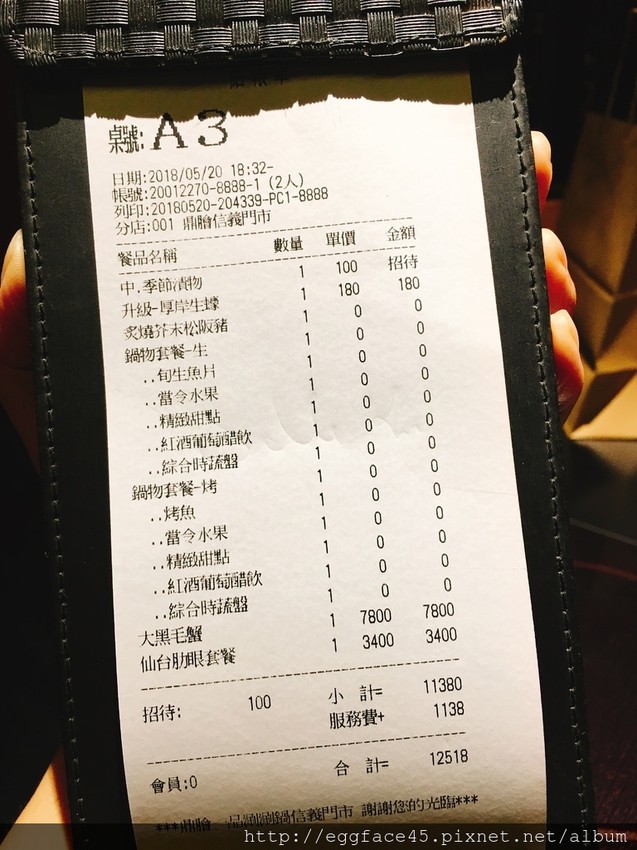 桌號: A3
日期:2018/05/20 18:32-
帳號:20012270-8888-1 (2人)
列印:20180520-204339-PC1-8888
分店:001 鼎膾信義門市
餐品名稱 數量 單價 金額
中.季節漬物 1 100 招待
升級-厚岸生蠔 1 180 180
炙燒芥末松阪豬 1 0 0
鍋物套餐-生 1 0 0
..旬生魚片 1 0 0
..當令水果 1 0 0
..精緻甜點 1 0 0
..紅酒葡萄醋飲 1 0 0
..綜合時蔬盤 1 0 0
鍋物套餐-烤 1 0 0
..烤魚 1 0 0
..當令水果 1 0 0
..精緻甜點 1 0 0
..紅酒葡萄醋飲 1 0 0
..綜合時蔬盤 1 0 0
大黑毛蟹 1 7800 7800
仙台肋眼套餐 1 3400 3400
招待: 100 小 計= 11380
服務費+ 1138
會員:0 合 計= 12518
信義門市 謝謝您的光臨***
http://eggface45.pixnet.net/album